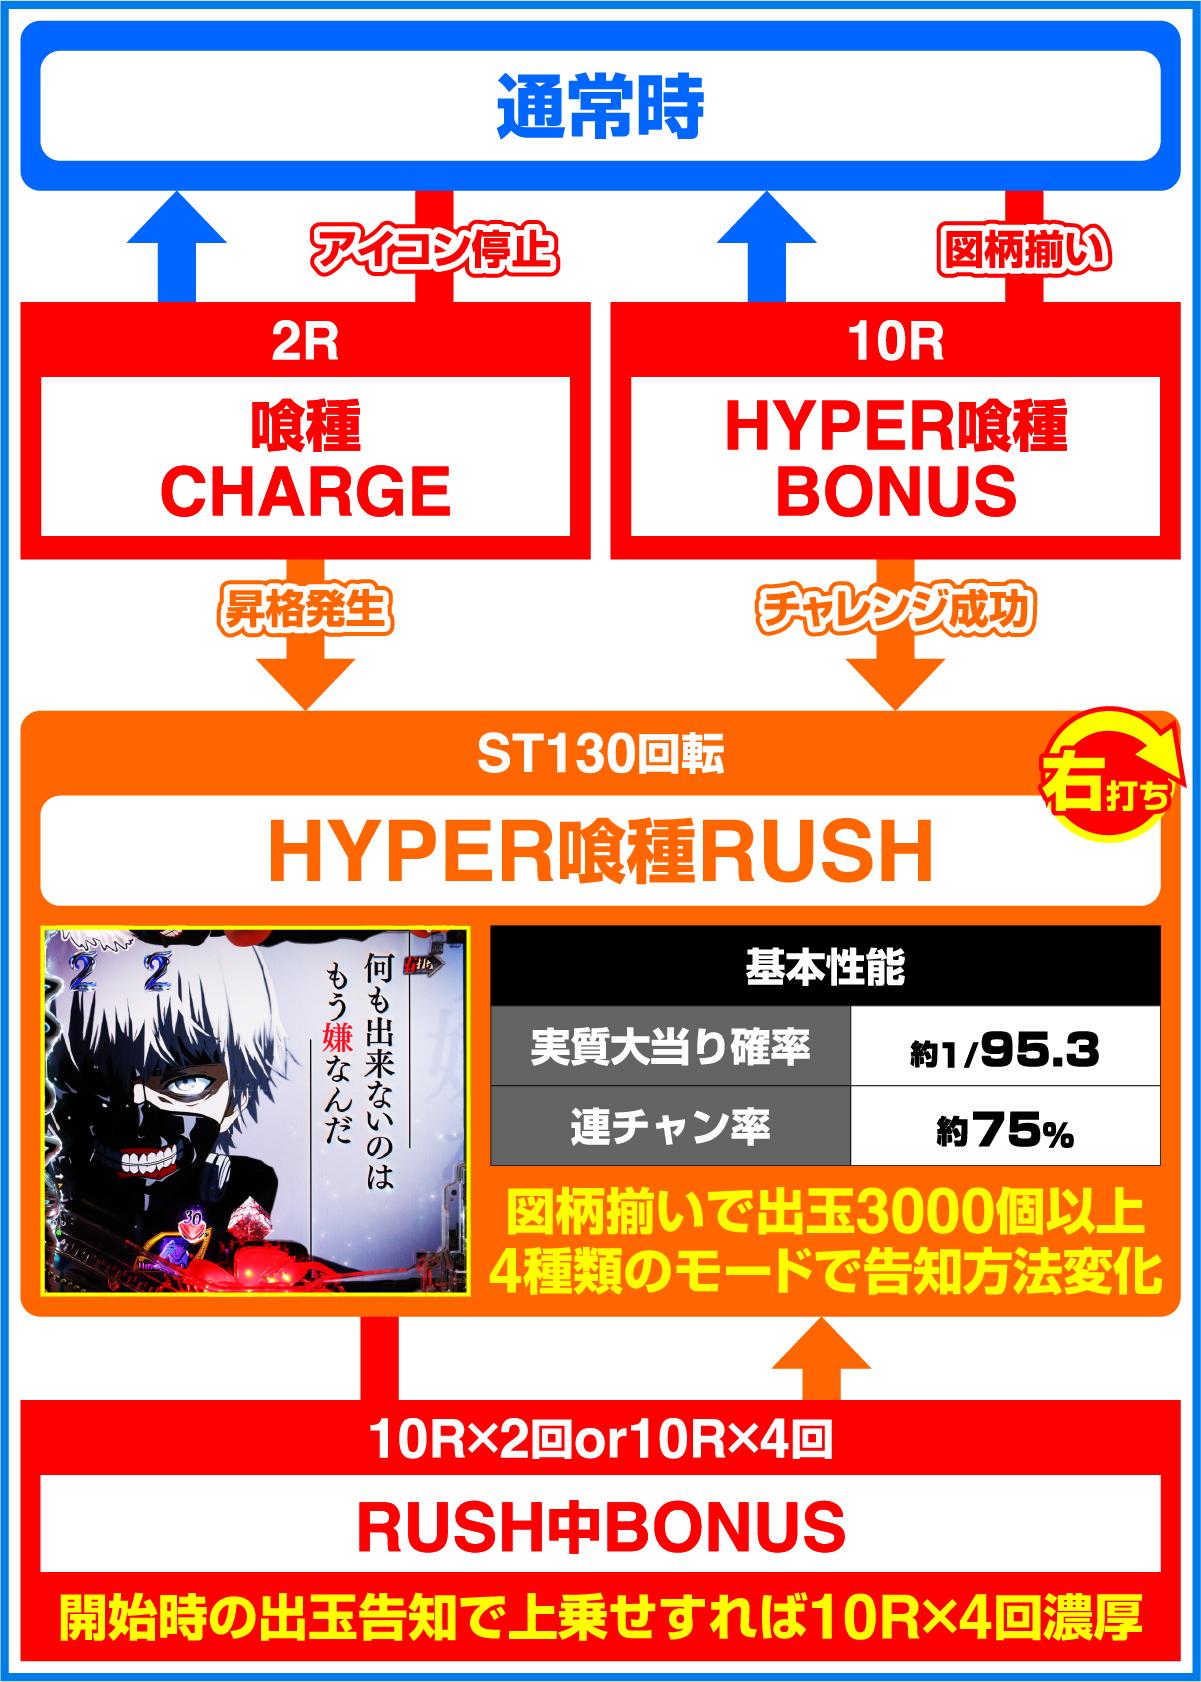 通常時
アイコン停止
図柄揃い
2R
喰種
CHARGE
10R
HYPER喰種
BONUS
昇格発生
チャレンジ成功
ST130回転
右打ち
HYPER喰種RUSH
2 2
右打ち
何も出来ないのは
もう嫌なんだ
30
基本性能
実質大当り確率 約1/95.3
連チャン率 約75%
図柄揃いで出玉3000個以上
4種類のモードで告知方法変化
10R×2回or10R×4回
RUSH中BONUS
開始時の出玉告知で上乗せすれば10R×4回濃厚